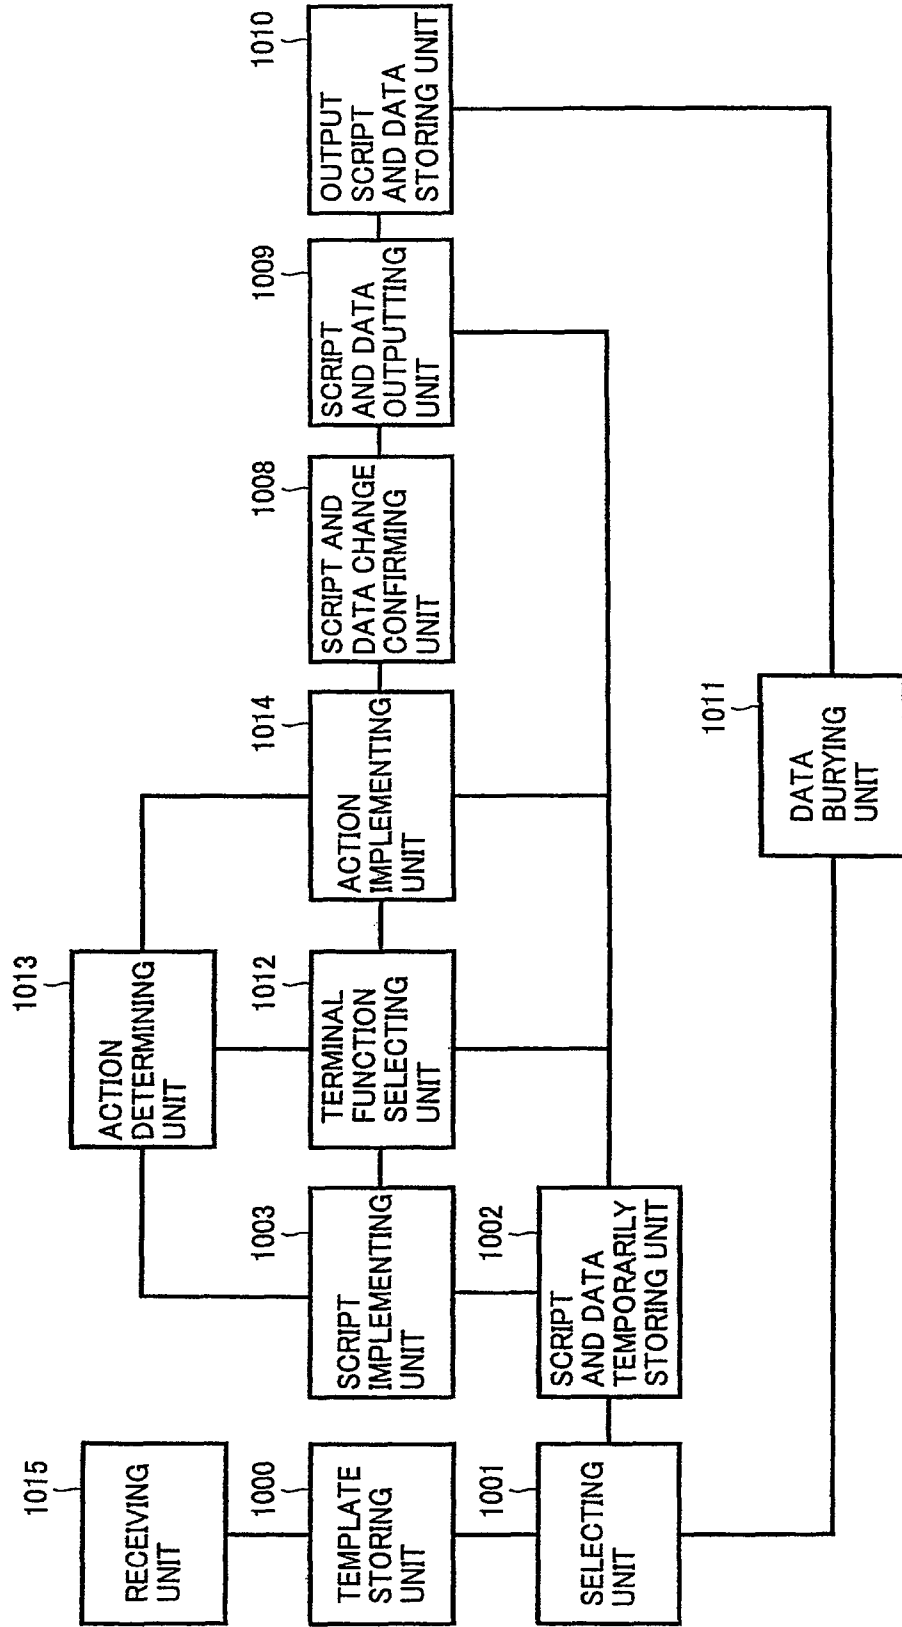 1015
RECEIVING
UNIT
1000
TEMPLATE
STORING
UNIT
1001
SELECTING
UNIT
1013
ACTION
DETERMINING
UNIT
1003
SCRIPT
IMPLEMENTING
UNIT
1002
SCRIPT
AND DATA
TEMPORARILY
STORING UNIT
1012
TERMINAL
FUNCTION
SELECTING
UNIT
1014
ACTION
IMPLEMENTING
UNIT
1008
SCRIPT AND
DATA CHANGE
CONFIRMING
UNIT
1009
SCRIPT
AND DATA
OUTPUTTING
UNIT
1010
OUTPUT
SCRIPT
AND DATA
STORING UNIT
1011
DATA
BURYING
UNIT